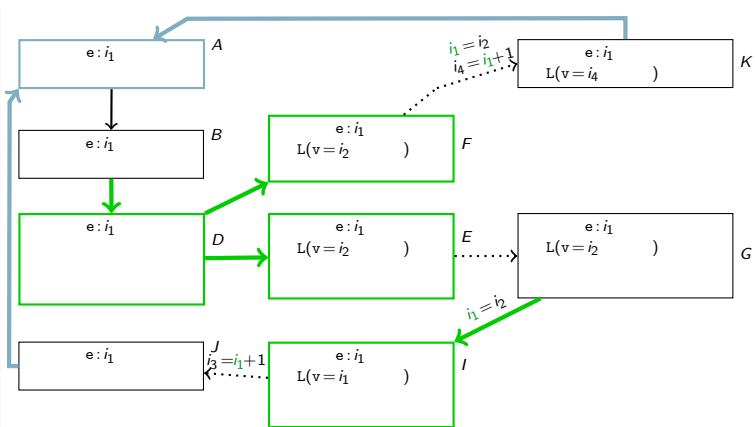 e : i₁
A
e : i₁
B
e : i₁
D
e : i₁
L(v = i₂ )
F
i₁ = i₂
i₄ = i₁+1
e : i₁
L(v = i₄ )
K
e : i₁
L(v = i₂ )
E
e : i₁
L(v = i₂ )
G
i₁ = i₂
e : i₁
J
i₃ = i₁+1
e : i₁
L(v = i₁ )
I